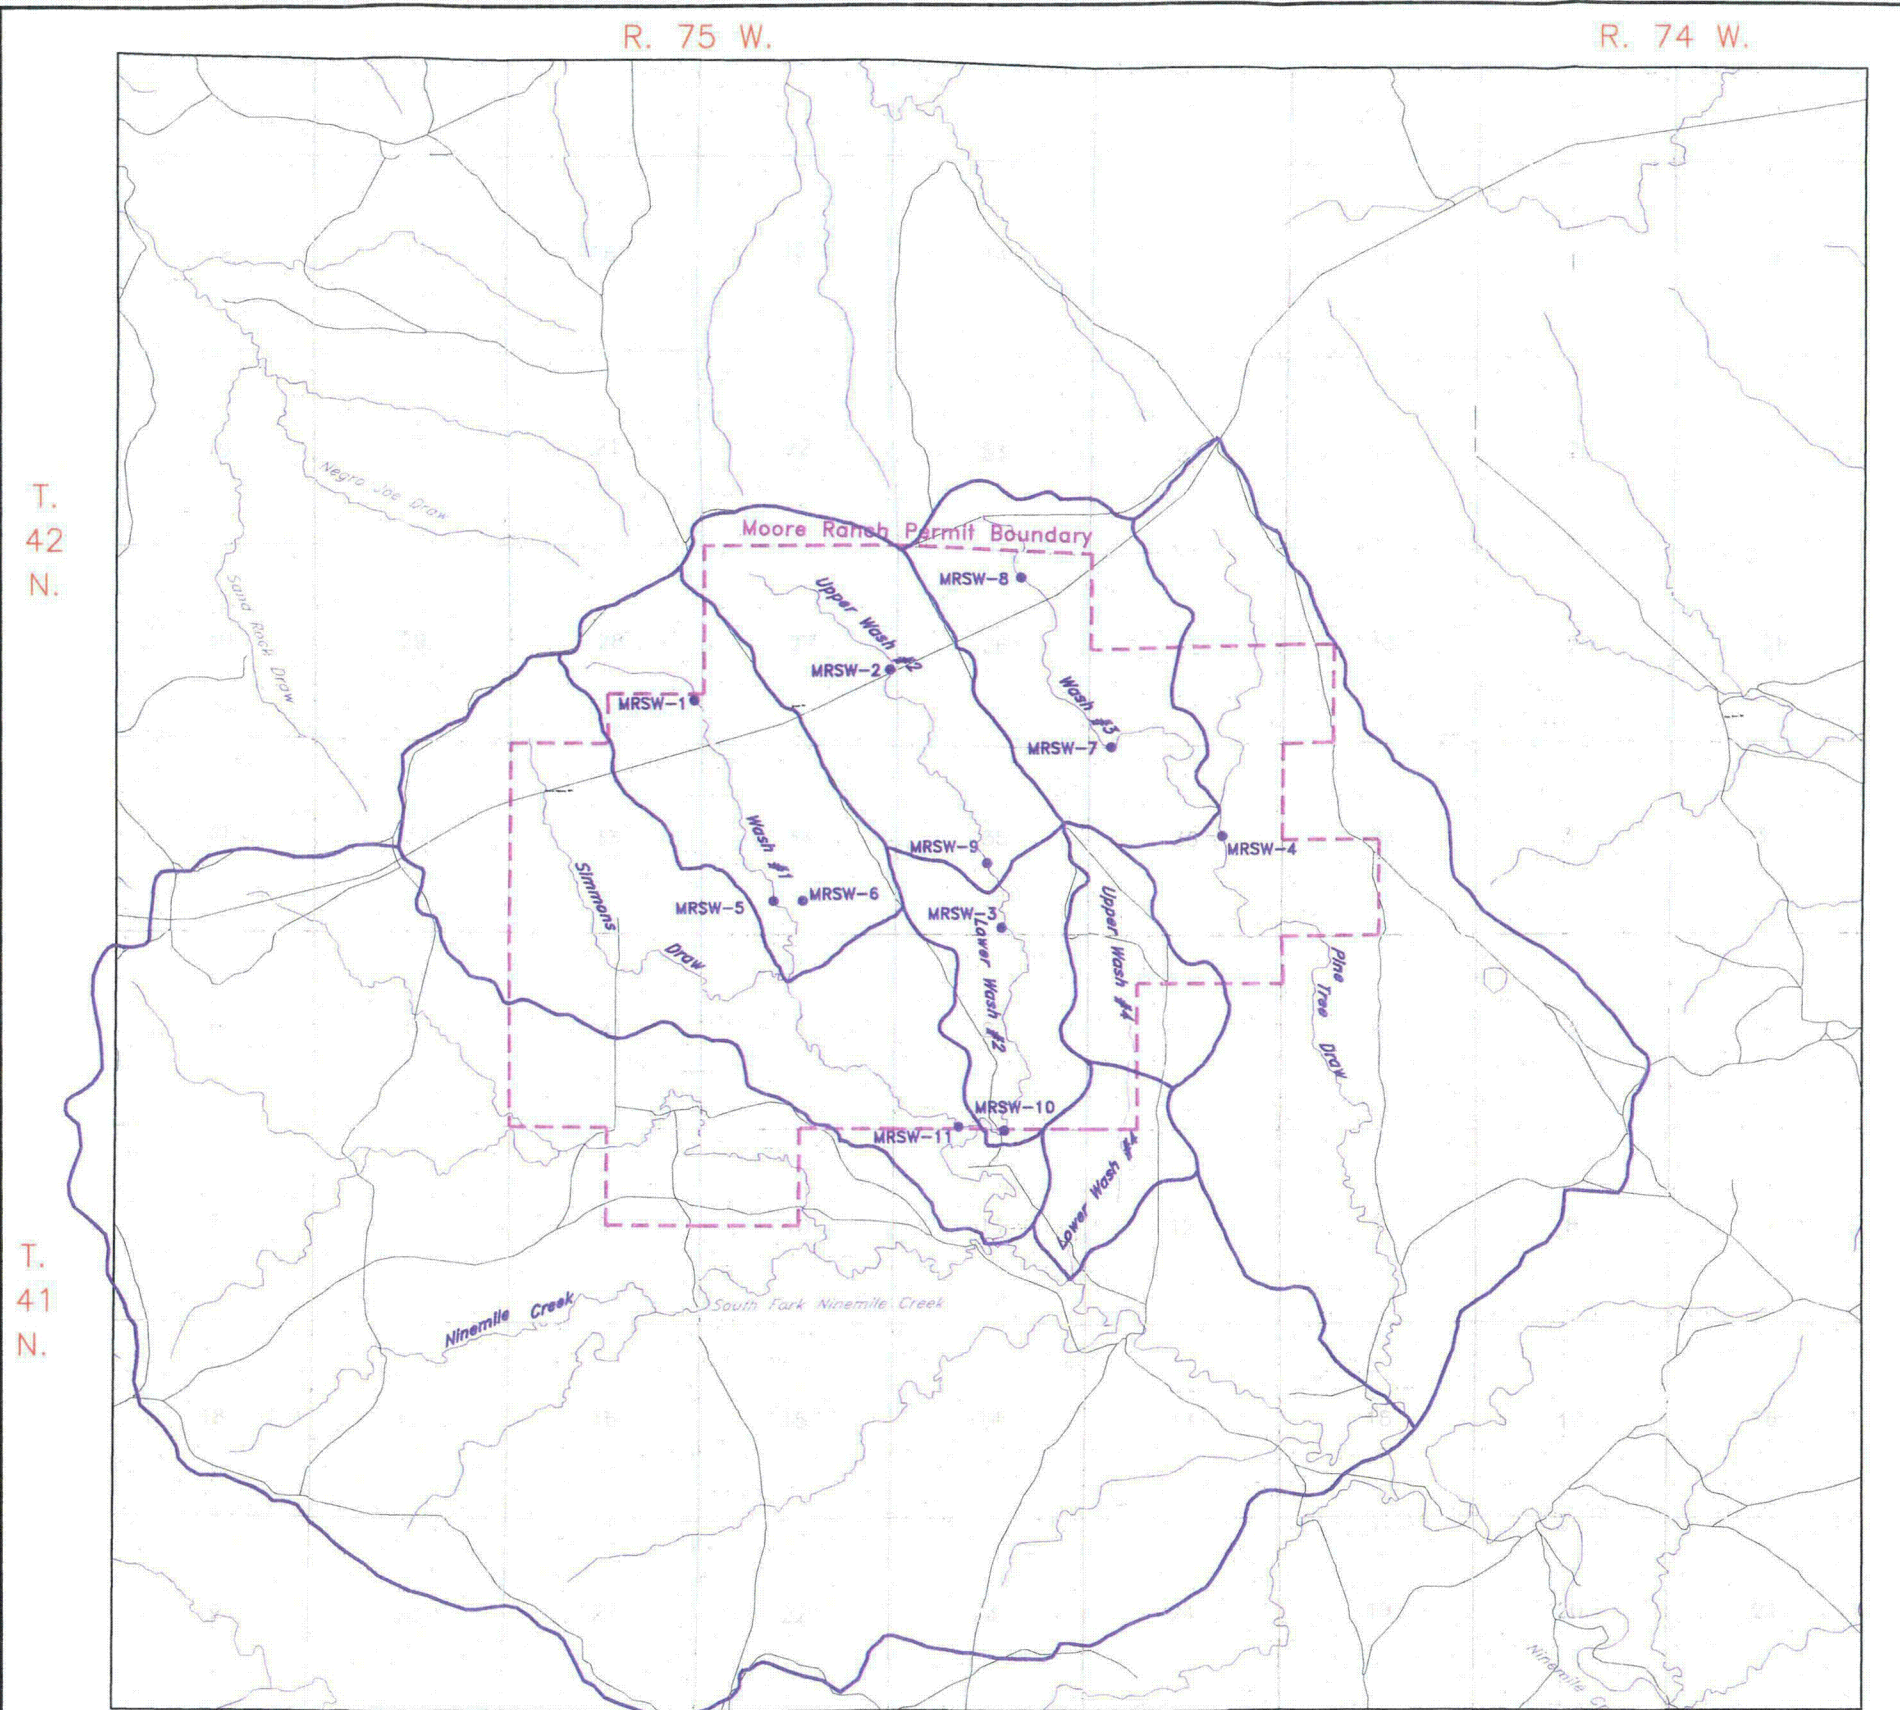 R. 75 W.
R. 74 W.
T.
42
N.
Negro Joe Draw
Sand Rock Draw
Moore Ranch Permit Boundary
MRSW-8
Upper Wash #2
MRSW-2
MRSW-1
Wash #3
MRSW-7
Wash #1
MRSW-9
MRSW-4
Simmons
Draw
MRSW-5
MRSW-6
MRSW-3
Lower Wash #2
Upper Wash #4
Pine Tree Draw
MRSW-10
MRSW-11
Lower Wash #4
T.
41
N.
Ninemile Creek
South Fork Ninemile Creek
Ninemile Cr